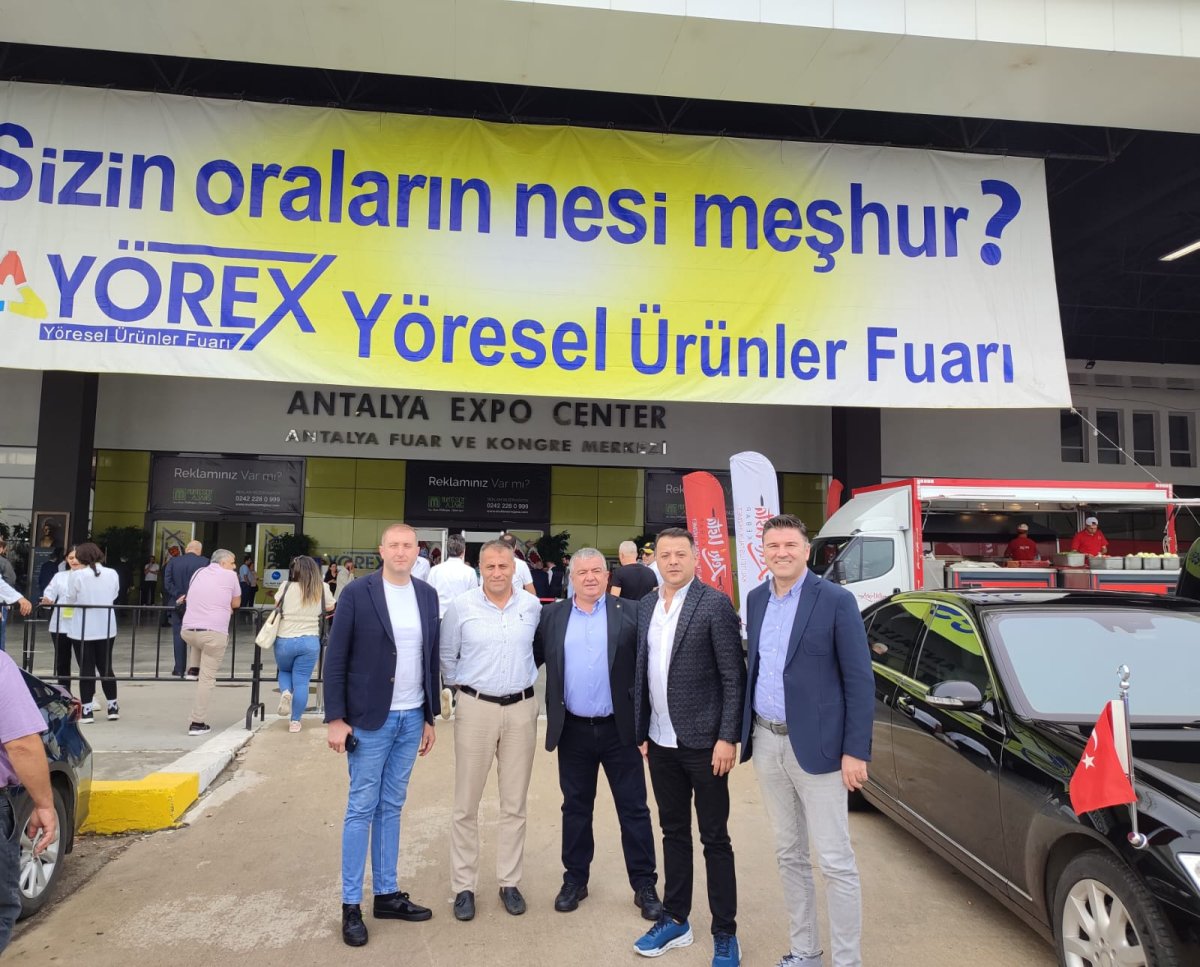 Sizin oraların nesi meşhur?
YÖREX
Yöresel Ürünler Fuarı
Yöresel Ürünler Fuarı
ANTALYA EXPO CENTER
ANTALYA FUAR VE KONGRE MERKEZİ
Reklamınız Var mı?
0242 228 0 999
Reklamınız Var mı?
0242 228 0 999
YÖREX